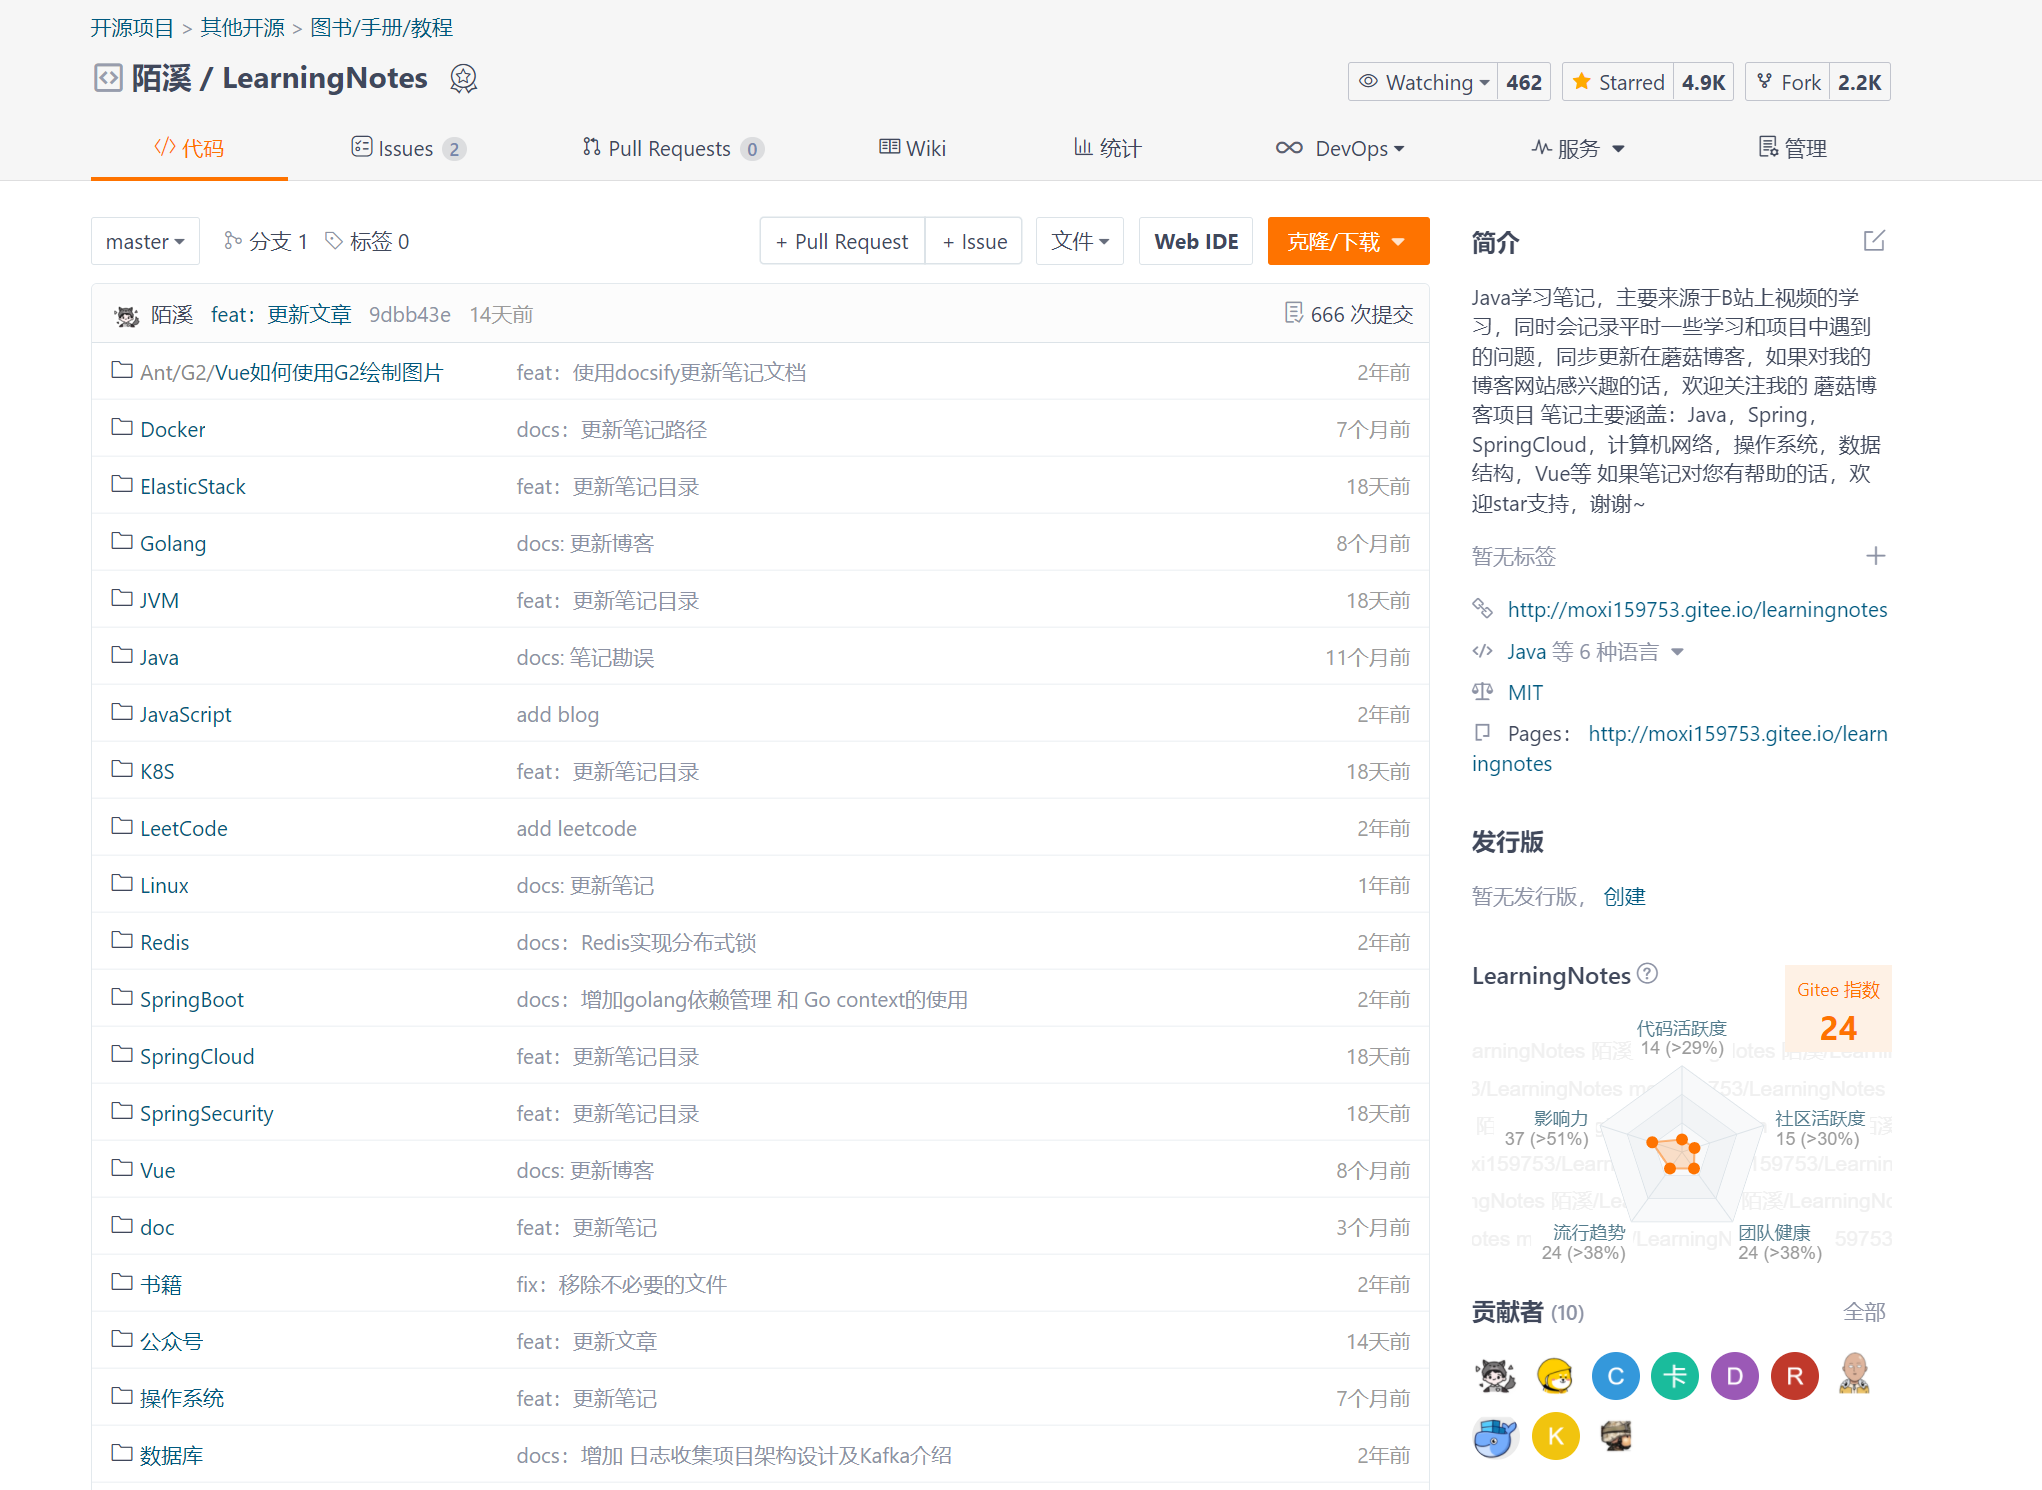 开源项目 > 其他开源 > 图书/手册/教程
陌溪 / LearningNotes
Watching 462 Starred 4.9K Fork 2.2K
代码 Issues 2 Pull Requests 0 Wiki 统计 DevOps 服务 管理
master 分支 1 标签 0 + Pull Request + Issue 文件 Web IDE 克隆/下载
陌溪 feat：更新文章 9dbb43e 14天前 666 次提交
Ant/G2/Vue如何使用G2绘制图片 feat：使用docsify更新笔记文档 2年前
Docker docs：更新笔记路径 7个月前
ElasticStack feat：更新笔记目录 18天前
Golang docs: 更新博客 8个月前
JVM feat：更新笔记目录 18天前
Java docs: 笔记勘误 11个月前
JavaScript add blog 2年前
K8S feat：更新笔记目录 18天前
LeetCode add leetcode 2年前
Linux docs: 更新笔记 1年前
Redis docs：Redis实现分布式锁 2年前
SpringBoot docs：增加golang依赖管理 和 Go context的使用 2年前
SpringCloud feat：更新笔记目录 18天前
SpringSecurity feat：更新笔记目录 18天前
Vue docs: 更新博客 8个月前
doc feat：更新笔记 3个月前
书籍 fix：移除不必要的文件 2年前
公众号 feat：更新文章 14天前
操作系统 feat：更新笔记 7个月前
数据库 docs：增加 日志收集项目架构设计及Kafka介绍 2年前
简介
Java学习笔记，主要来源于B站上视频的学
习，同时会记录平时一些学习和项目中遇到
的问题，同步更新在蘑菇博客，如果对我的
博客网站感兴趣的话，欢迎关注我的 蘑菇博
客项目 笔记主要涵盖：Java，Spring，
SpringCloud，计算机网络，操作系统，数据
结构，Vue等 如果笔记对您有帮助的话，欢
迎star支持，谢谢~
暂无标签
http://moxi159753.gitee.io/learningnotes
Java 等 6 种语言
MIT
Pages： http://moxi159753.gitee.io/learn
ingnotes
发行版
暂无发行版， 创建
LearningNotes
Gitee 指数
24
代码活跃度
14 (>29%)
影响力
37 (>51%)
社区活跃度
15 (>30%)
流行趋势
24 (>38%)
团队健康
24 (>38%)
贡献者 (10) 全部
C 卡 D R
K